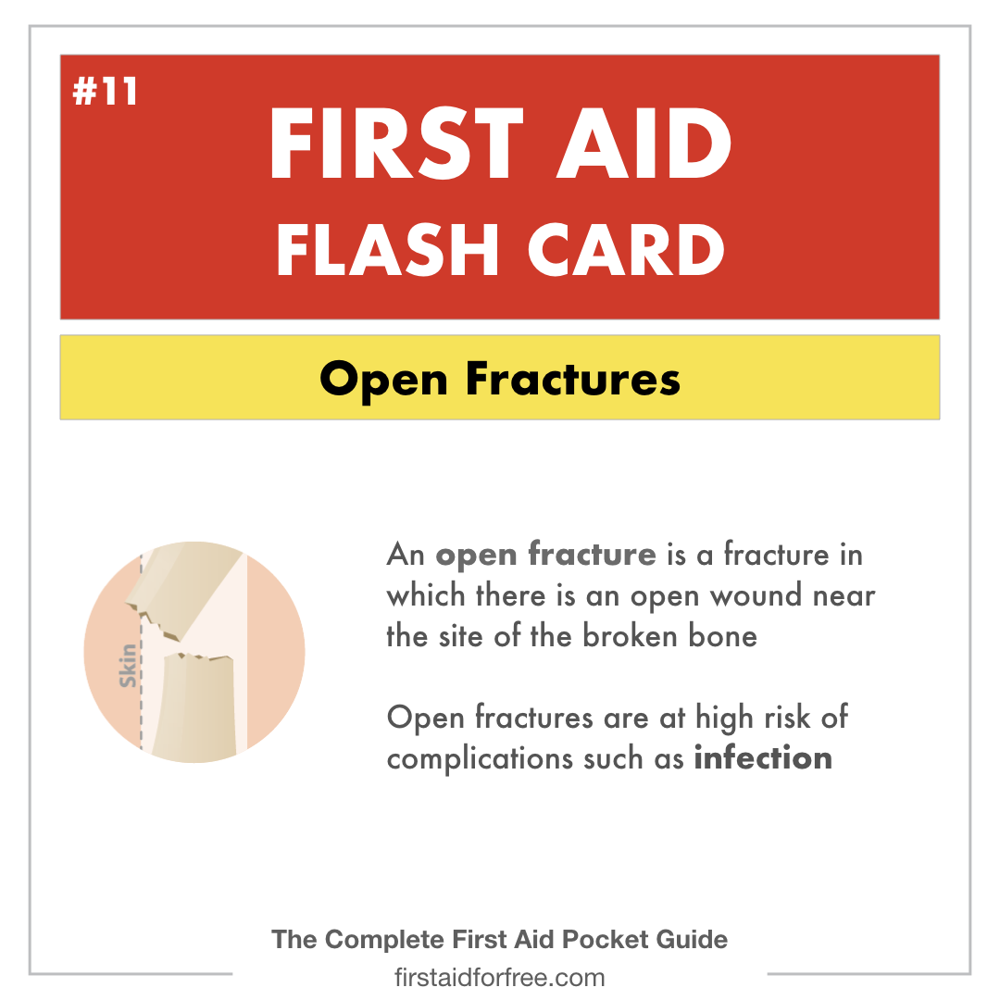 #11
FIRST AID
FLASH CARD
Open Fractures
Skin
An open fracture is a fracture in
which there is an open wound near
the site of the broken bone
Open fractures are at high risk of
complications such as infection
The Complete First Aid Pocket Guide
firstaidforfree.com